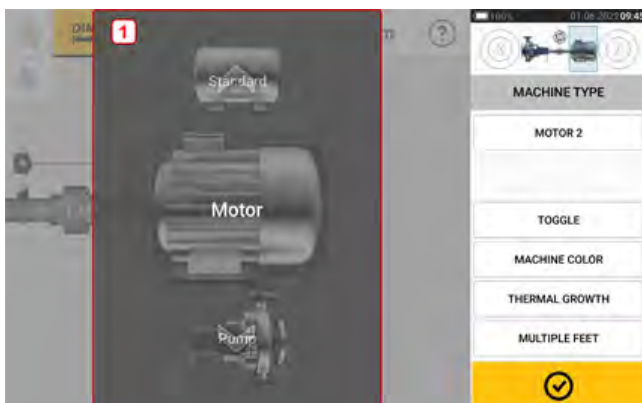 100% 01.06.2021 09:45
DIM
m
?
1
Standard
Motor
Pump
MACHINE TYPE
MOTOR 2
TOGGLE
MACHINE COLOR
THERMAL GROWTH
MULTIPLE FEET